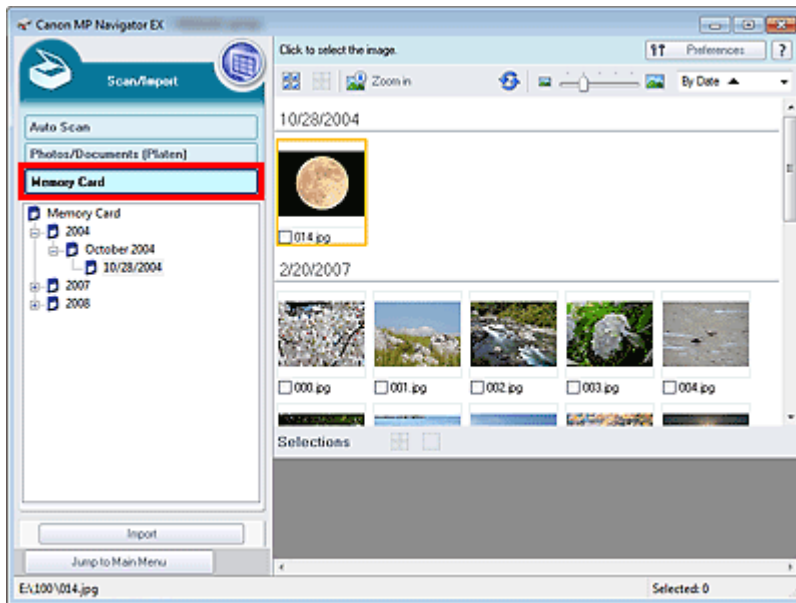 Canon MP Navigator EX
Click to select the image.
Preferences
?
Scan/Import
Zoom in
By Date
Auto Scan
Photos/Documents (Platen)
Memory Card
Memory Card
2004
October 2004
10/28/2004
2007
2008
10/28/2004
014.jpg
2/20/2007
000.jpg
001.jpg
002.jpg
003.jpg
004.jpg
Selections
Import
Jump to Main Menu
E:\100\014.jpg
Selected: 0